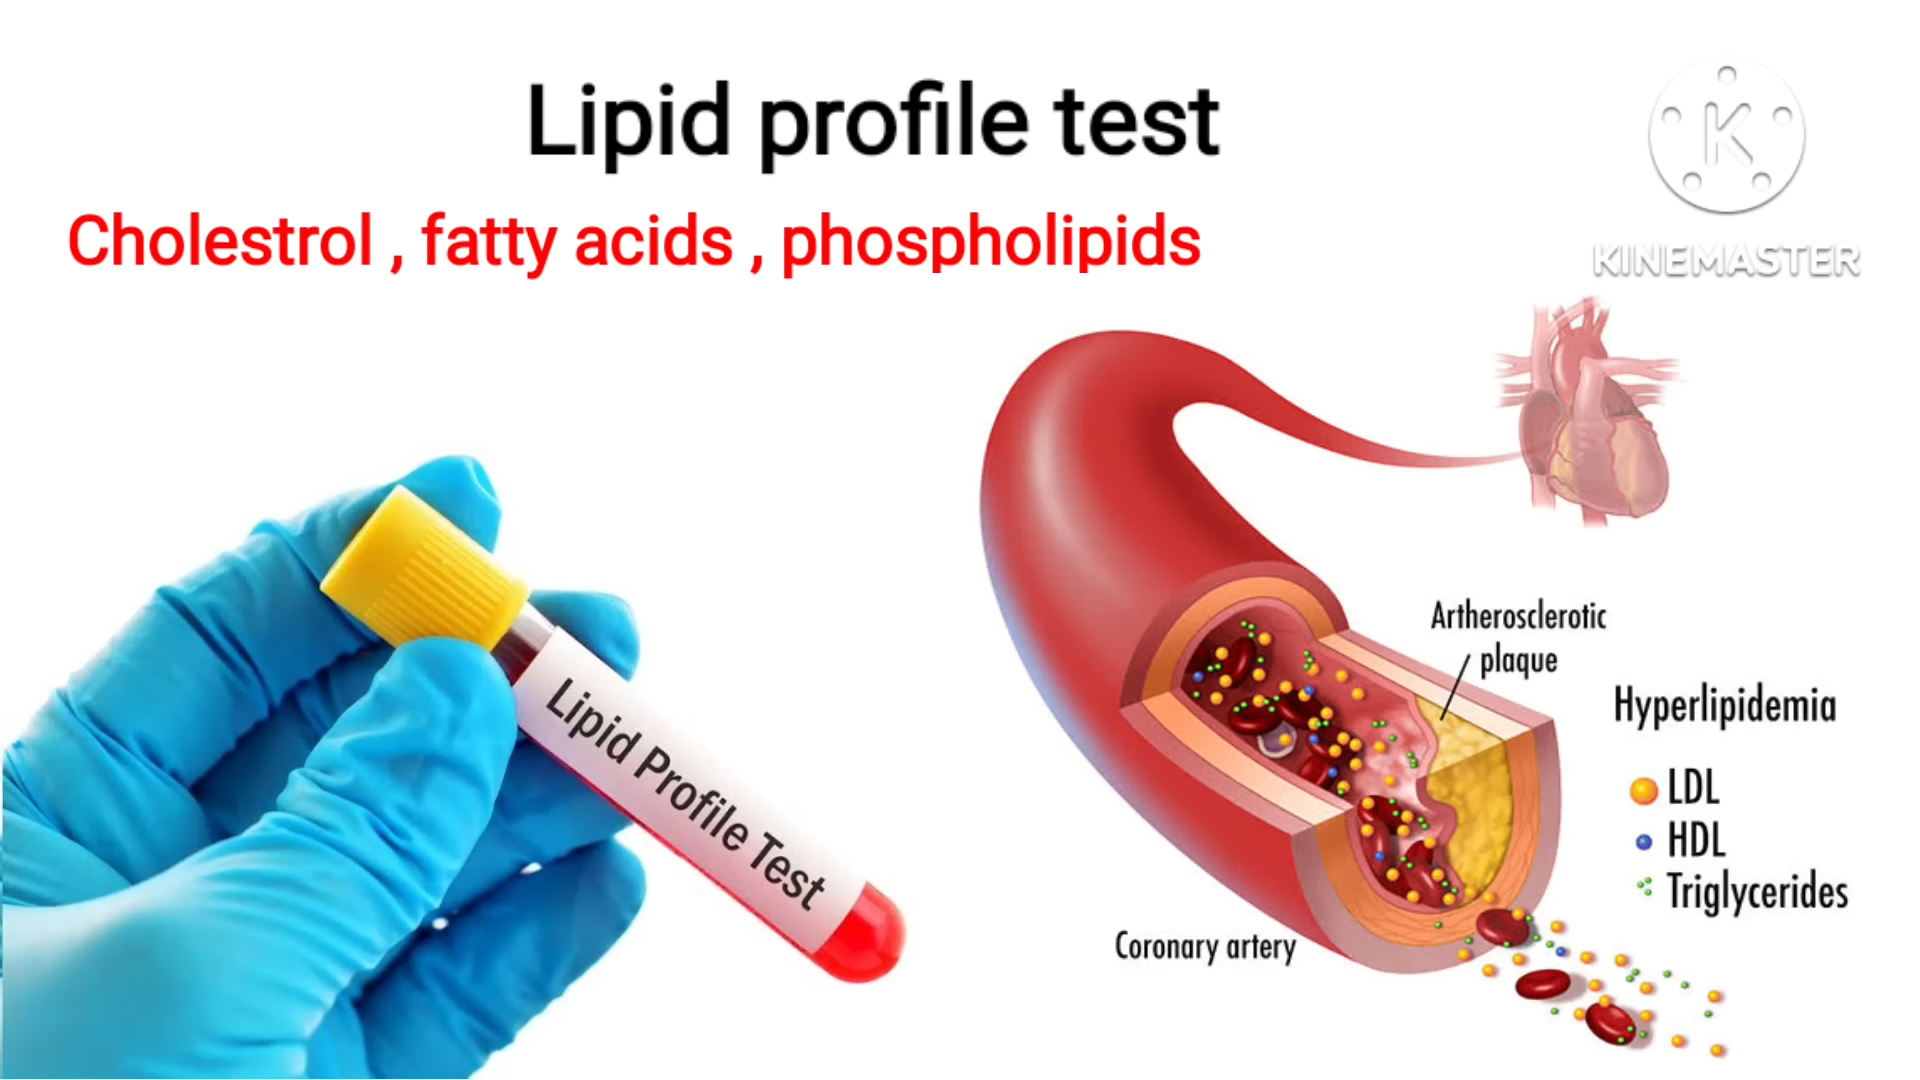 Lipid profile test
Cholestrol , fatty acids , phospholipids
K
KINEMASTER
Lipid Profile Test
Artherosclerotic
plaque
Hyperlipidemia
LDL
HDL
Triglycerides
Coronary artery